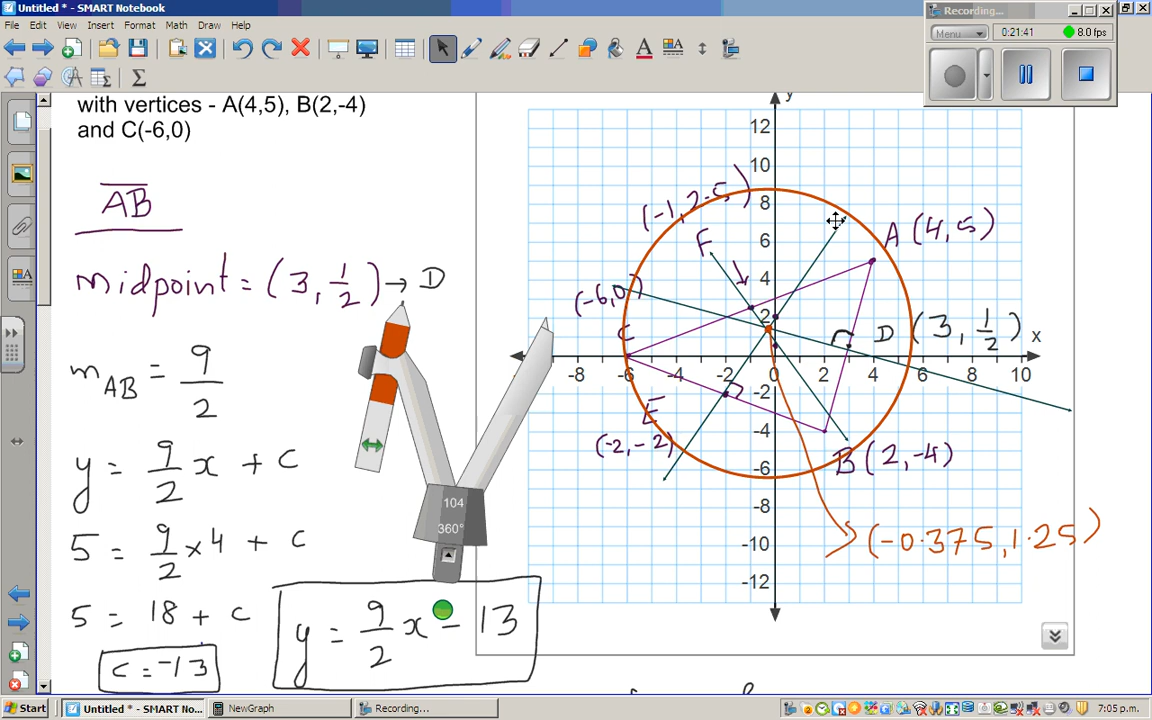 Untitled * - SMART Notebook
Recording...
File Edit View Insert Format Math Draw Help
Menu 0:21:41 8.0 fps
with vertices - A(4,5), B(2,-4)
and C(-6,0)
AB
midpoint = (3, 1/2) → D
m AB = 9/2
y = 9/2 x + C
5 = 9/2 × 4 + C
5 = 18 + C
C = -13
y = 9/2 x - 13
104
360°
y
12
10
8
6
4
2
-8 -6 -4 -2 0 2 4 6 8 10
x
-2
-4
-6
-8
-10
-12
(-1, 2.5)
F
A (4, 5)
(-6,0)
C
D (3, 1/2)
E
(-2, -2)
B (2, -4)
(-0.375, 1.25)
Start
Untitled * - SMART No...
NewGraph
Recording...
7:05 p.m.